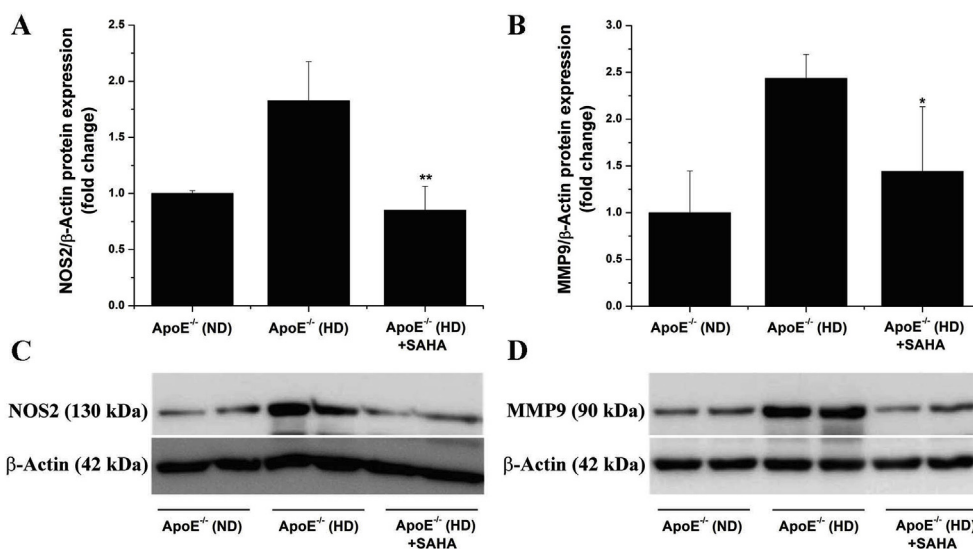 A
NOS2/β-Actin protein expression
(fold change)
2.5
2.0
1.5
1.0
0.5
0.0
**
ApoE-/- (ND)
ApoE-/- (HD)
ApoE-/- (HD)
+SAHA
B
MMP9/β-Actin protein expression
(fold change)
3.0
2.5
2.0
1.5
1.0
0.5
0.0
*
ApoE-/- (ND)
ApoE-/- (HD)
ApoE-/- (HD)
+SAHA
C
NOS2 (130 kDa)
β-Actin (42 kDa)
ApoE-/- (ND)
ApoE-/- (HD)
ApoE-/- (HD)
+SAHA
D
MMP9 (90 kDa)
β-Actin (42 kDa)
ApoE-/- (ND)
ApoE-/- (HD)
ApoE-/- (HD)
+SAHA